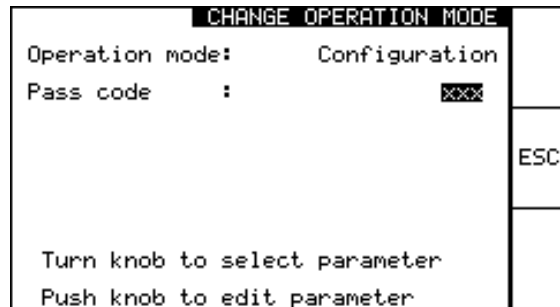 CHANGE OPERATION MODE
Operation mode: Configuration
Pass code : xxx
ESC
Turn knob to select parameter
Push knob to edit parameter